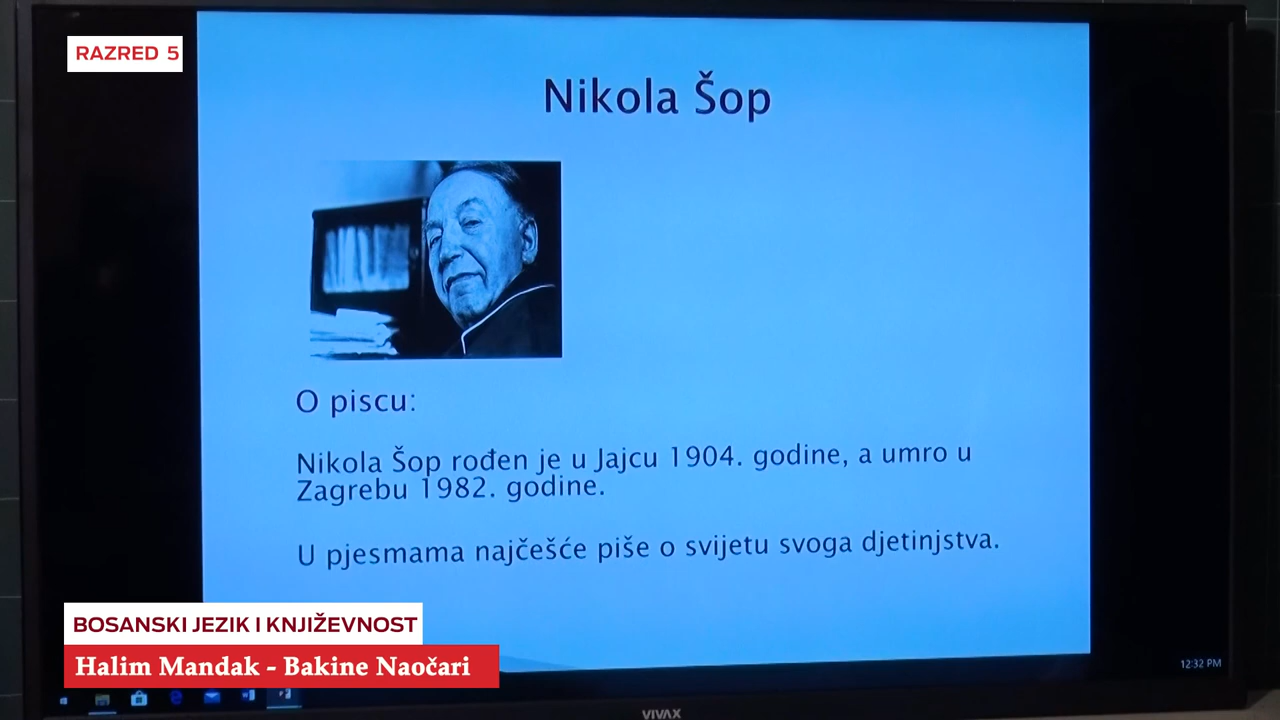 RAZRED 5
Nikola Šop
O piscu:
Nikola Šop rođen je u Jajcu 1904. godine, a umro u
Zagrebu 1982. godine.
U pjesmama najčešće piše o svijetu svoga djetinjstva.
BOSANSKI JEZIK I KNJIŽEVNOST
Halim Mandak - Bakine Naočari
12:32 PM
VIVAX